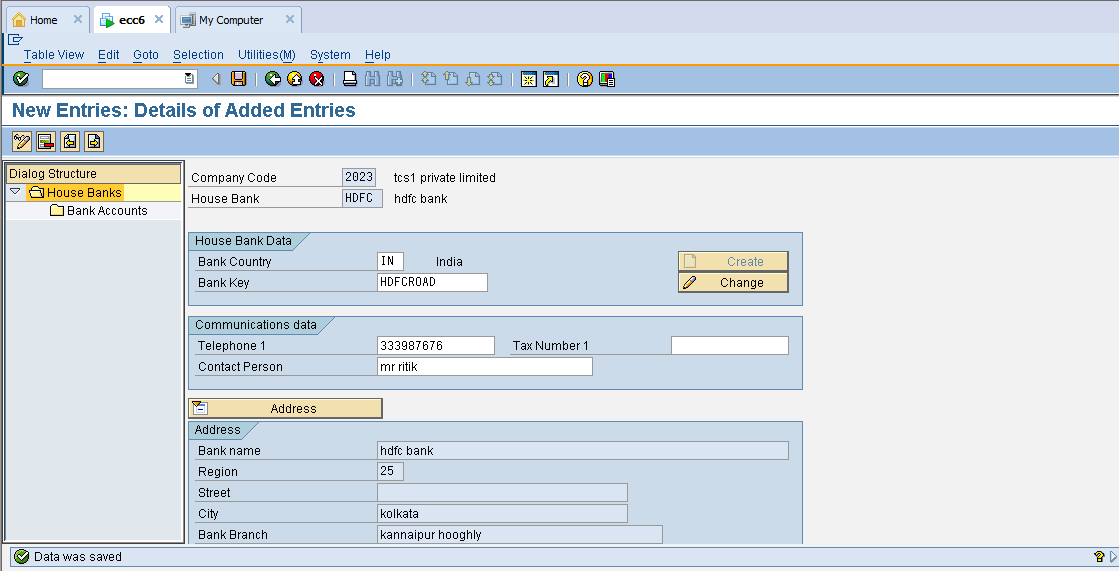 Home ecc6 My Computer
Table View Edit Goto Selection Utilities(M) System Help
New Entries: Details of Added Entries
Dialog Structure
House Banks
Bank Accounts
Company Code 2023 tcs1 private limited
House Bank HDFC hdfc bank
House Bank Data
Bank Country IN India Create
Bank Key HDFCROAD Change
Communications data
Telephone 1 333987676 Tax Number 1
Contact Person mr ritik
Address
Address
Bank name hdfc bank
Region 25
Street
City kolkata
Bank Branch kannaipur hooghly
Data was saved